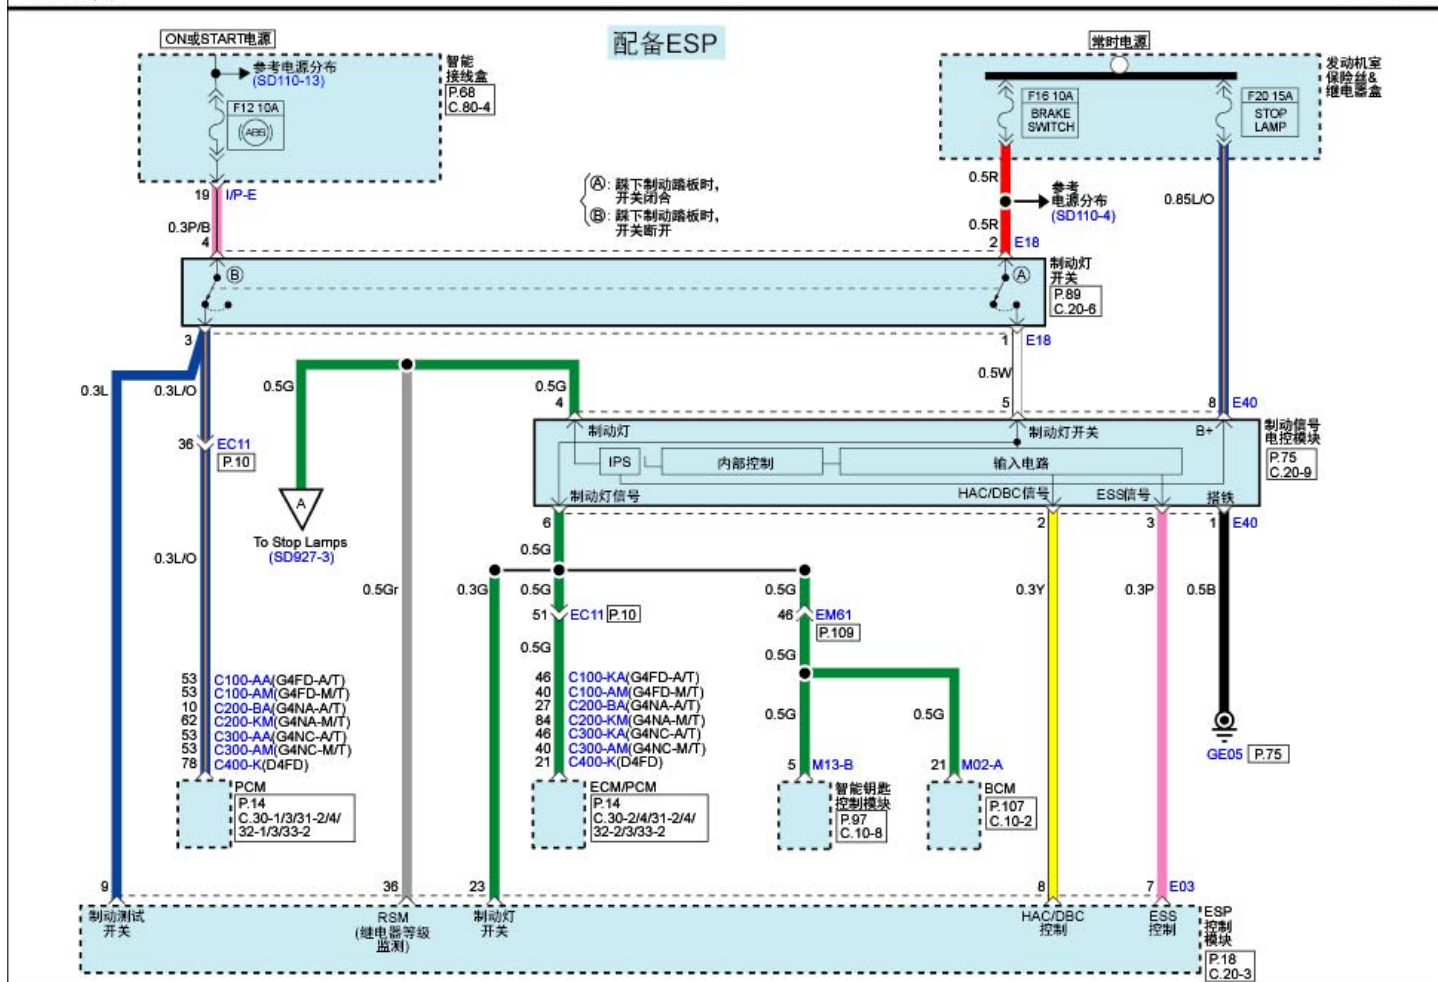 ON或START电源
配备ESP
常时电源
参考电源分布
(SD110-13)
F12 10A
ABS
智能
接线盒
P.68
C.80-4
F16 10A
BRAKE
SWITCH
F20 15A
STOP
LAMP
发动机室
保险丝&
继电器盒
19
I/P-E
0.3P/B
4
Ⓐ: 踩下制动踏板时,
开关闭合
Ⓑ: 踩下制动踏板时,
开关断开
0.5R
参考
电源分布
(SD110-4)
0.5R
2
E18
0.85L/O
Ⓑ
Ⓐ
制动灯
开关
P.89
C.20-6
3
1
E18
0.3L
0.3L/O
0.5G
0.5G
4
0.5W
5
8
E40
36
EC11
P.10
A
To Stop Lamps
(SD927-3)
制动灯
制动灯开关
B+
IPS
内部控制
输入电路
制动灯信号
HAC/DBC信号
ESS信号
搭铁
制动信号
电控模块
P.75
C.20-9
6
2
3
1
E40
0.5G
0.3L/O
0.5Gr
0.3G
0.5G
0.5G
0.3Y
0.3P
0.5B
51
EC11
P.10
46
EM61
P.109
0.5G
0.5G
0.5G
0.5G
53 C100-AA(G4FD-A/T)
53 C100-AM(G4FD-M/T)
10 C200-BA(G4NA-A/T)
62 C200-KM(G4NA-M/T)
53 C300-AA(G4NC-A/T)
53 C300-AM(G4NC-M/T)
78 C400-K(D4FD)
46 C100-KA(G4FD-A/T)
40 C100-AM(G4FD-M/T)
27 C200-BA(G4NA-A/T)
84 C200-KM(G4NA-M/T)
46 C300-KA(G4NC-A/T)
40 C300-AM(G4NC-M/T)
21 C400-K(D4FD)
5
M13-B
21
M02-A
GE05
P.75
PCM
P.14
C.30-1/3/31-2/4/
32-1/3/33-2
ECM/PCM
P.14
C.30-2/4/31-2/4/
32-2/3/33-2
智能钥匙
控制模块
P.97
C.10-8
BCM
P.107
C.10-2
9
36
23
8
7
E03
制动测试
开关
RSM
(继电器等级
监测)
制动灯
开关
HAC/DBC
控制
ESS
控制
ESP
控制
模块
P.18
C.20-3